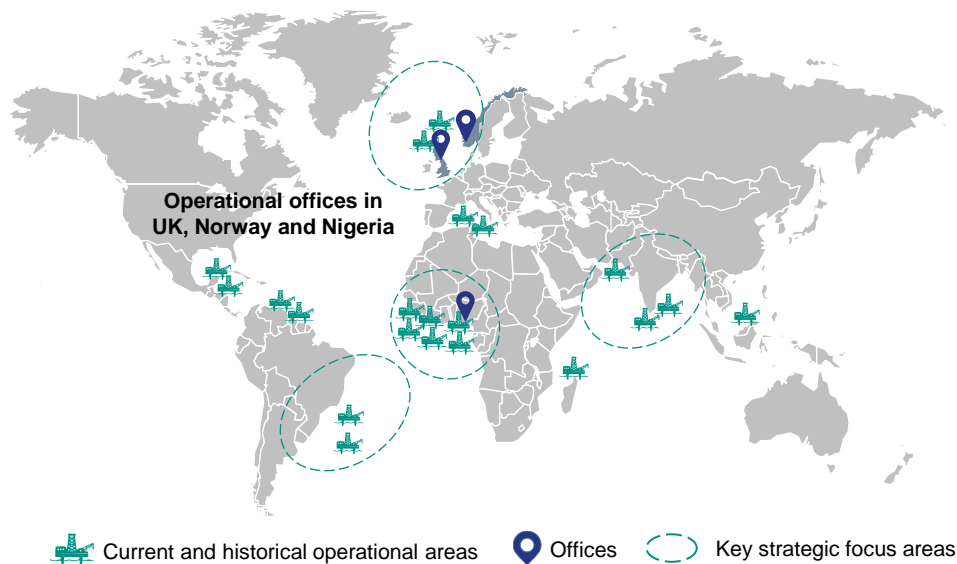 Operational offices in
UK, Norway and Nigeria
Current and historical operational areas
Offices
Key strategic focus areas